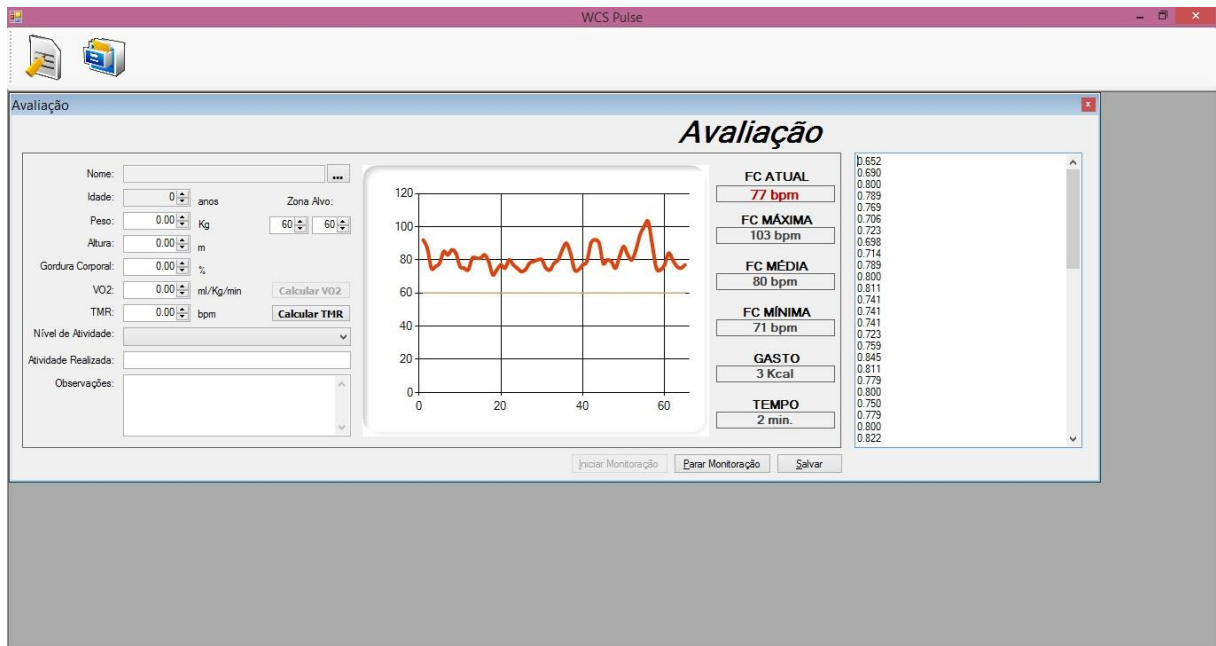 WCS Pulse
Avaliação
Avaliação
Nome:
...
Idade:
0
anos
Zona Alvo:
Peso:
0.00
Kg
60
60
Altura:
0.00
m
Gordura Corporal:
0.00
%
VO2:
0.00
ml/Kg/min
Calcular VO2
TMR:
0.00
bpm
Calcular TMR
Nível de Atividade:
Atividade Realizada:
Observações:
120
100
80
60
40
20
0
0
20
40
60
FC ATUAL
77 bpm
FC MÁXIMA
103 bpm
FC MÉDIA
80 bpm
FC MÍNIMA
71 bpm
GASTO
3 Kcal
TEMPO
2 min.
0.652
0.690
0.800
0.789
0.769
0.706
0.723
0.698
0.714
0.789
0.800
0.811
0.741
0.741
0.741
0.723
0.759
0.845
0.811
0.779
0.800
0.750
0.779
0.800
0.822
Iniciar Monitoração
Parar Monitoração
Salvar